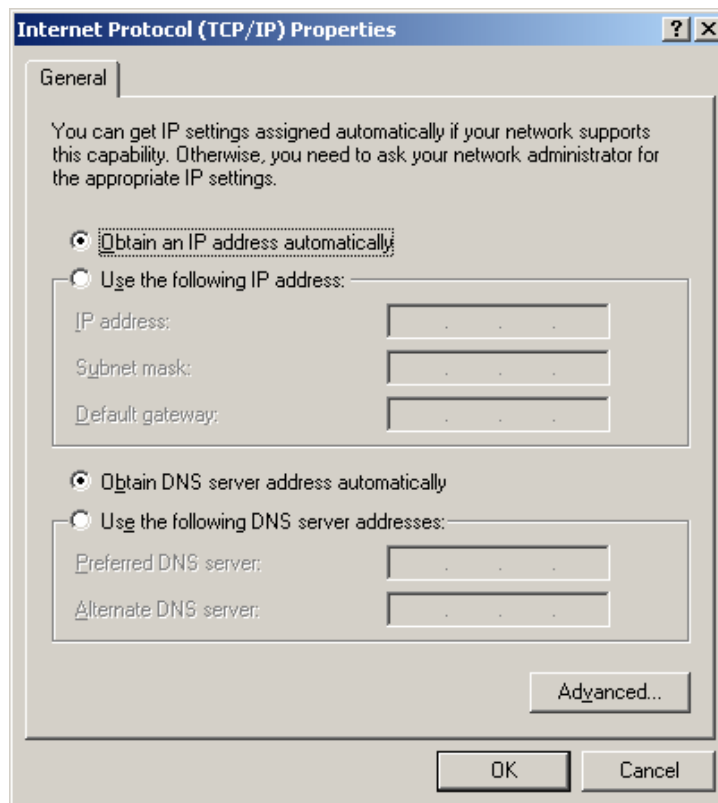 Internet Protocol (TCP/IP) Properties
General
You can get IP settings assigned automatically if your network supports
this capability. Otherwise, you need to ask your network administrator for
the appropriate IP settings.
Obtain an IP address automatically
Use the following IP address:
IP address:
Subnet mask:
Default gateway:
Obtain DNS server address automatically
Use the following DNS server addresses:
Preferred DNS server:
Alternate DNS server:
Advanced...
OK
Cancel